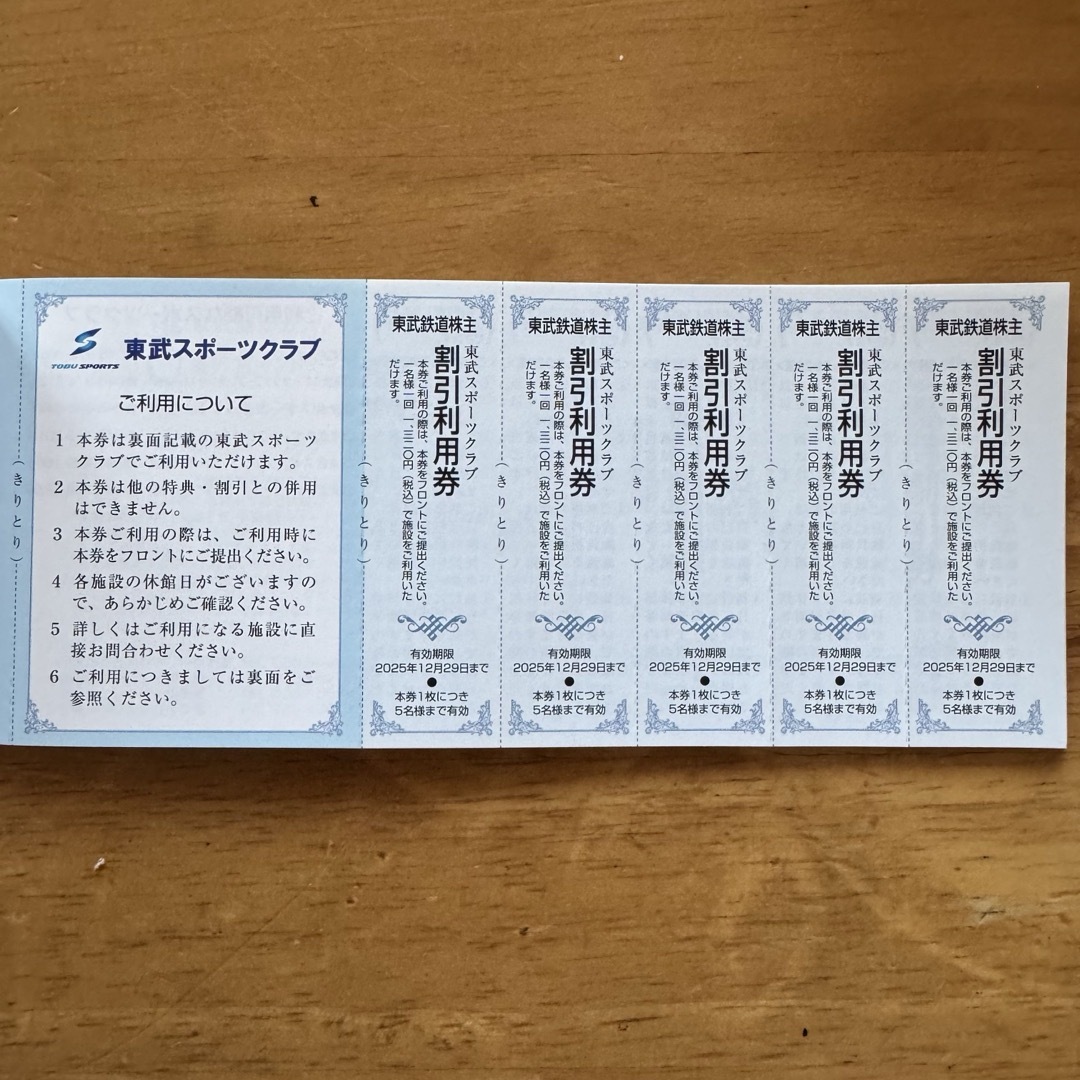 TOBU SPORTS
東武スポーツクラブ
ご利用について
1 本券は裏面記載の東武スポーツ
クラブでご利用いただけます。
2 本券は他の特典・割引との併用
はできません。
3 本券ご利用の際は、ご利用時に
本券をフロントにご提出ください。
4 各施設の休館日がございますの
で、あらかじめご確認ください。
5 詳しくはご利用になる施設に直
接お問合わせください。
6 ご利用につきましては裏面をご
参照ください。
(きりとり)
東武鉄道株主
東武スポーツクラブ
割引利用券
本券ご利用の際は、本券をフロントにご提出ください。
一名様一回 一、三二〇円(税込)で施設をご利用いた
だけます。
有効期限
2025年12月29日まで
本券1枚につき
5名様まで有効
(きりとり)
東武鉄道株主
東武スポーツクラブ
割引利用券
本券ご利用の際は、本券をフロントにご提出ください。
一名様一回 一、三二〇円(税込)で施設をご利用いた
だけます。
有効期限
2025年12月29日まで
本券1枚につき
5名様まで有効
(きりとり)
東武鉄道株主
東武スポーツクラブ
割引利用券
本券ご利用の際は、本券をフロントにご提出ください。
一名様一回 一、三二〇円(税込)で施設をご利用いた
だけます。
有効期限
2025年12月29日まで
本券1枚につき
5名様まで有効
(きりとり)
東武鉄道株主
東武スポーツクラブ
割引利用券
本券ご利用の際は、本券をフロントにご提出ください。
一名様一回 一、三二〇円(税込)で施設をご利用いた
だけます。
有効期限
2025年12月29日まで
本券1枚につき
5名様まで有効
(きりとり)
東武鉄道株主
東武スポーツクラブ
割引利用券
本券ご利用の際は、本券をフロントにご提出ください。
一名様一回 一、三二〇円(税込)で施設をご利用いた
だけます。
有効期限
2025年12月29日まで
本券1枚につき
5名様まで有効
(きりとり)